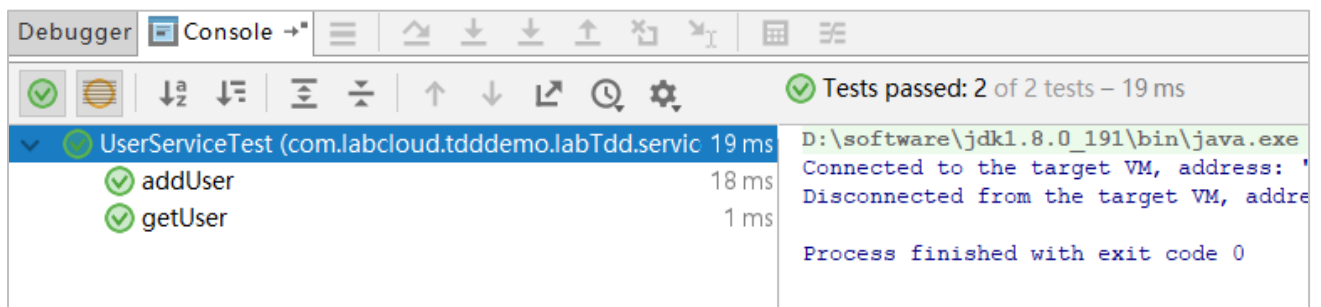 Debugger Console
Tests passed: 2 of 2 tests – 19 ms
UserServiceTest (com.labcloud.tdddemo.labTdd.servic 19 ms
addUser 18 ms
getUser 1 ms
D:\software\jdk1.8.0_191\bin\java.exe
Connected to the target VM, address: '
Disconnected from the target VM, addre
Process finished with exit code 0